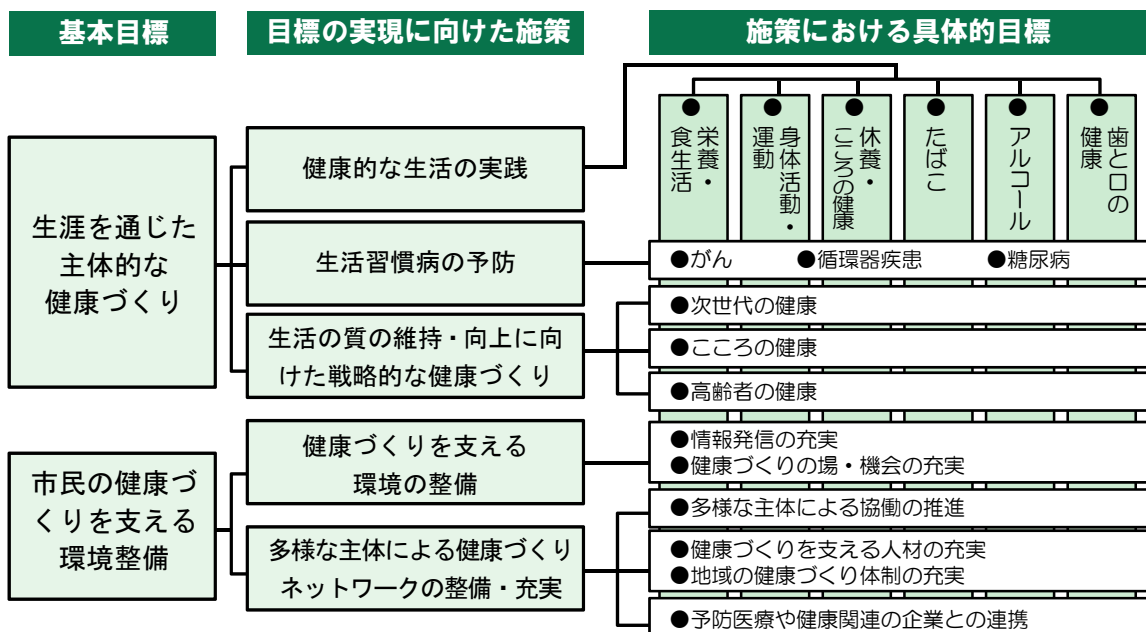 基本目標
目標の実現に向けた施策
施策における具体的目標
生涯を通じた
主体的な
健康づくり
健康的な生活の実践
●栄養・
食生活
●身体活動・
運動
●休養・
こころの健康
●たばこ
●アルコール
●歯と口の
健康
生活習慣病の予防
●がん ●循環器疾患 ●糖尿病
生活の質の維持・向上に向
けた戦略的な健康づくり
●次世代の健康
●こころの健康
●高齢者の健康
市民の健康づ
くりを支える
環境整備
健康づくりを支える
環境の整備
●情報発信の充実
●健康づくりの場・機会の充実
多様な主体による健康づくり
ネットワークの整備・充実
●多様な主体による協働の推進
●健康づくりを支える人材の充実
●地域の健康づくり体制の充実
●予防医療や健康関連の企業との連携